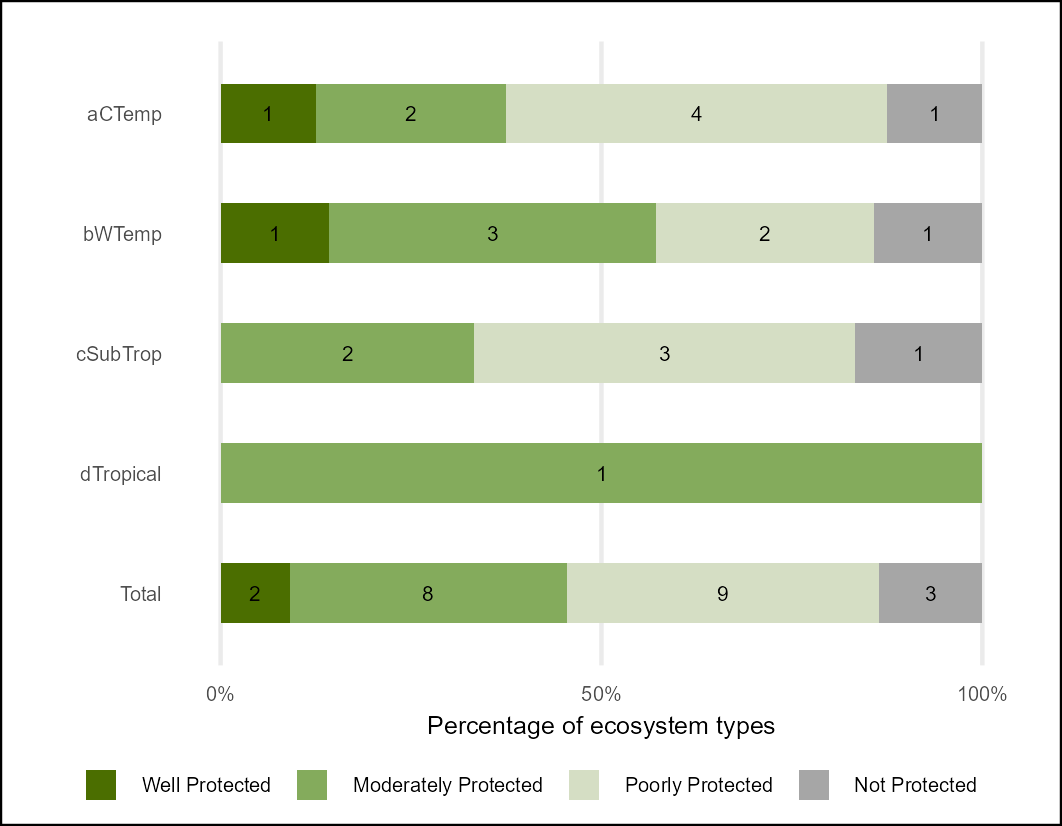 aCTemp 1 2 4 1
bWTemp 1 3 2 1
cSubTrop 2 3 1
dTropical 1
Total 2 8 9 3
0% 50% 100%
Percentage of ecosystem types
Well Protected Moderately Protected Poorly Protected Not Protected